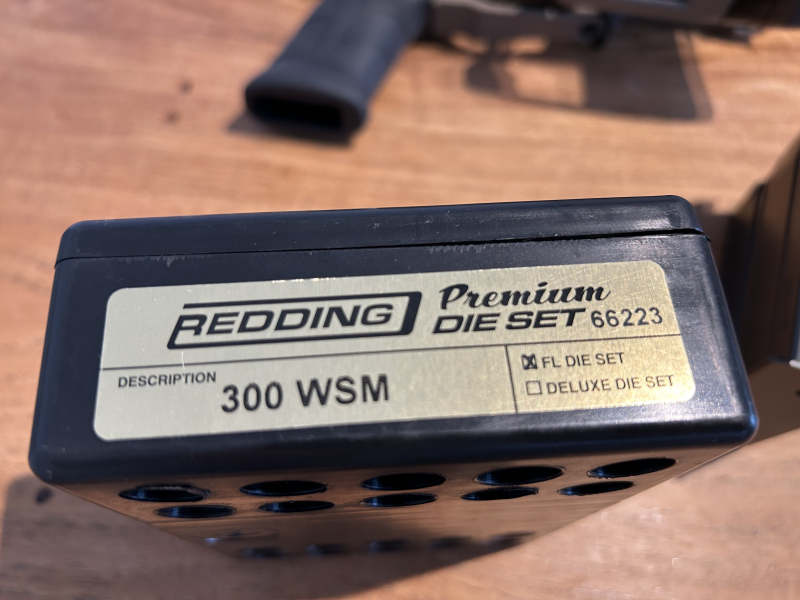 REDDING Premium
DIE SET 66223
DESCRIPTION 300 WSM
☒ FL DIE SET
☐ DELUXE DIE SET